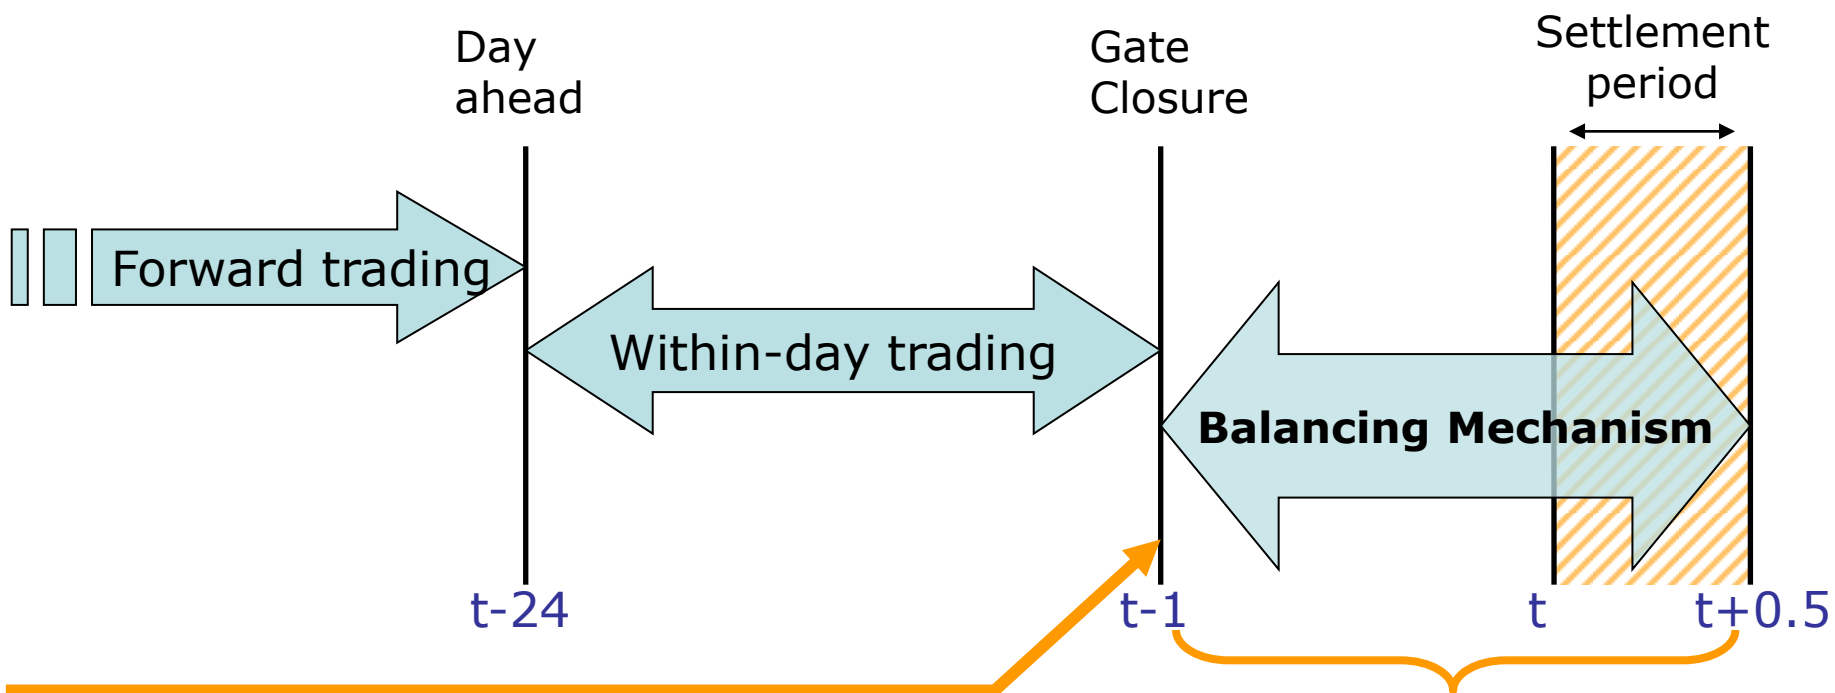 Day
ahead
Gate
Closure
Settlement
period
Forward trading
Within-day trading
Balancing Mechanism
t-24
t-1
t
t+0.5